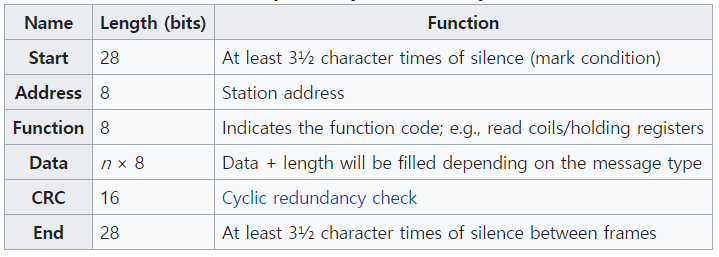 Name Length (bits) Function
Start 28 At least 3½ character times of silence (mark condition)
Address 8 Station address
Function 8 Indicates the function code; e.g., read coils/holding registers
Data n × 8 Data + length will be filled depending on the message type
CRC 16 Cyclic redundancy check
End 28 At least 3½ character times of silence between frames